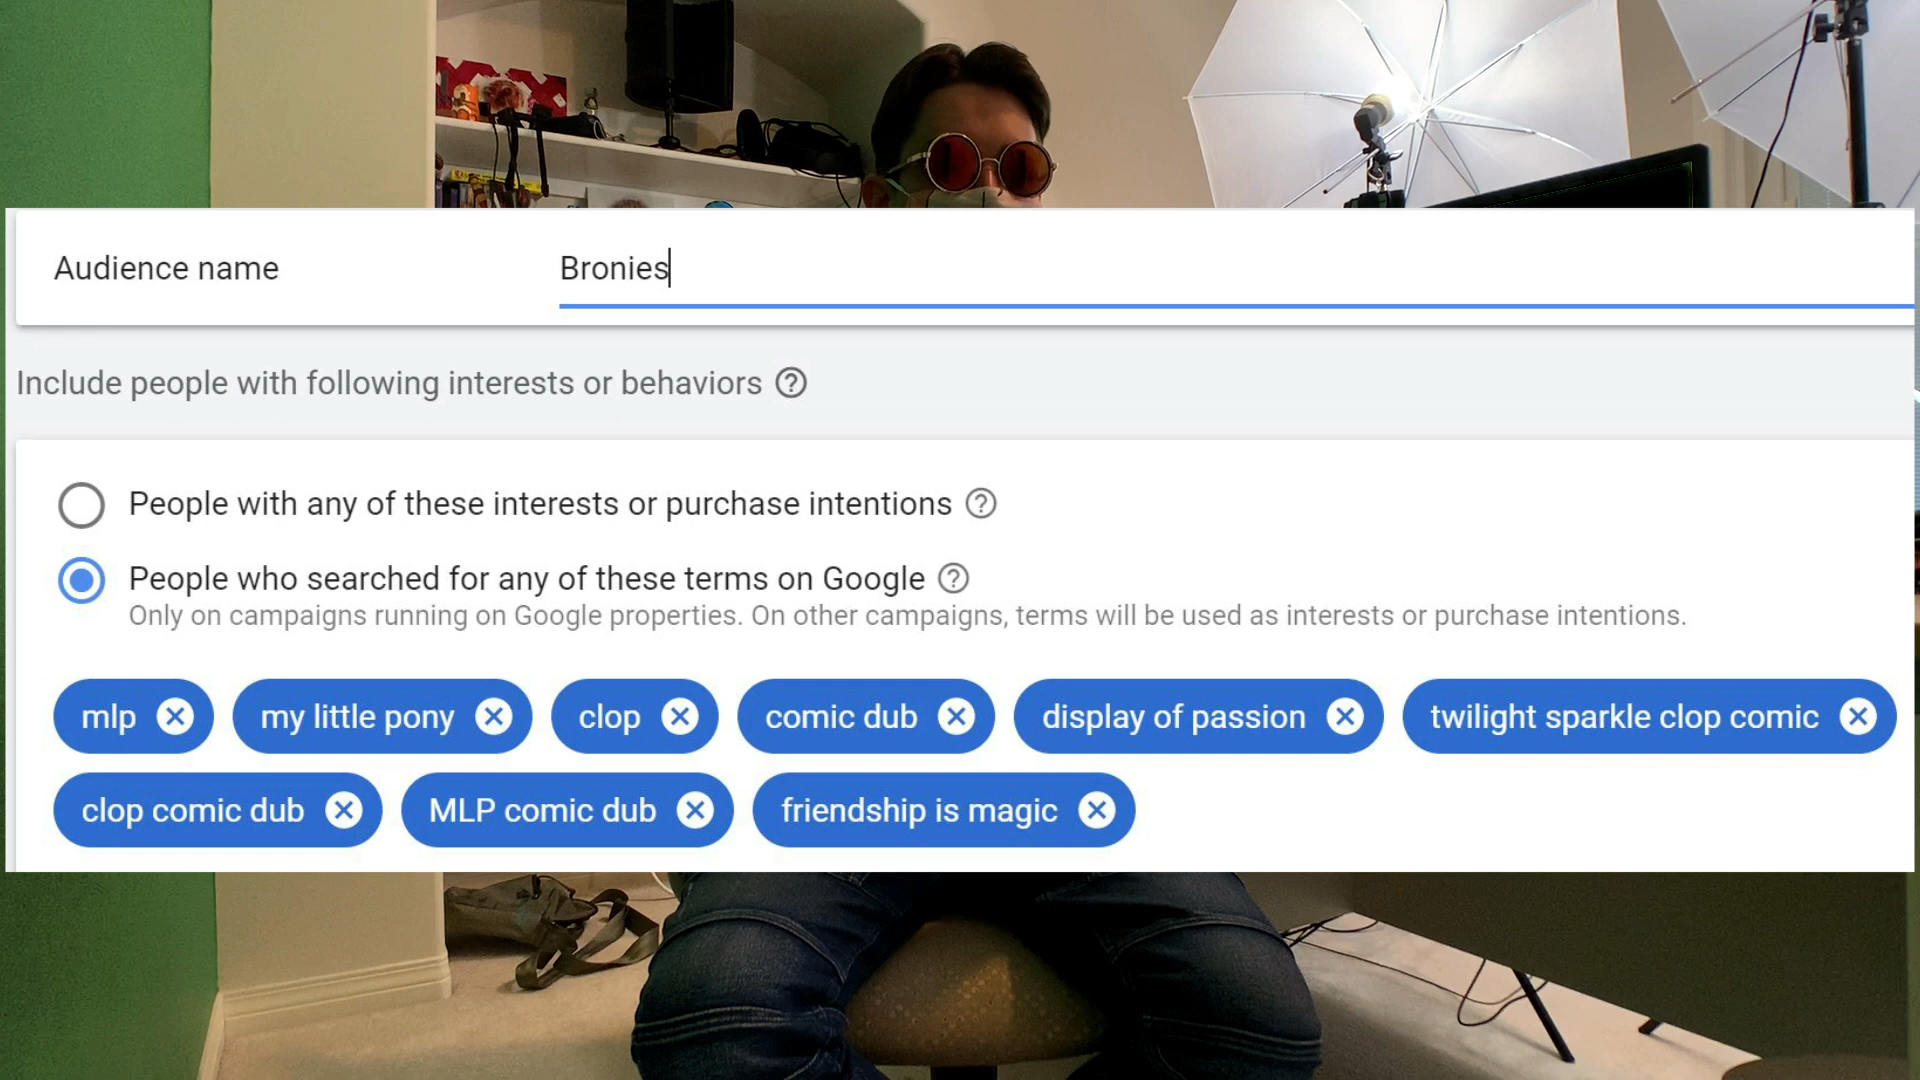 Audience name
Bronies
Include people with following interests or behaviors
People with any of these interests or purchase intentions
People who searched for any of these terms on Google
Only on campaigns running on Google properties. On other campaigns, terms will be used as interests or purchase intentions.
mlp my little pony clop comic dub display of passion twilight sparkle clop comic
clop comic dub MLP comic dub friendship is magic